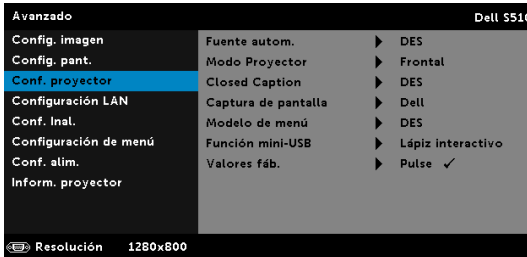 Avanzado Dell S510
Config. imagen
Config. pant.
Conf. proyector
Configuración LAN
Conf. Inal.
Configuración de menú
Conf. alim.
Inform. proyector
Fuente autom. DES
Modo Proyector Frontal
Closed Caption DES
Captura de pantalla Dell
Modelo de menú DES
Función mini-USB Lápiz interactivo
Valores fáb. Pulse ✓
Resolución 1280x800